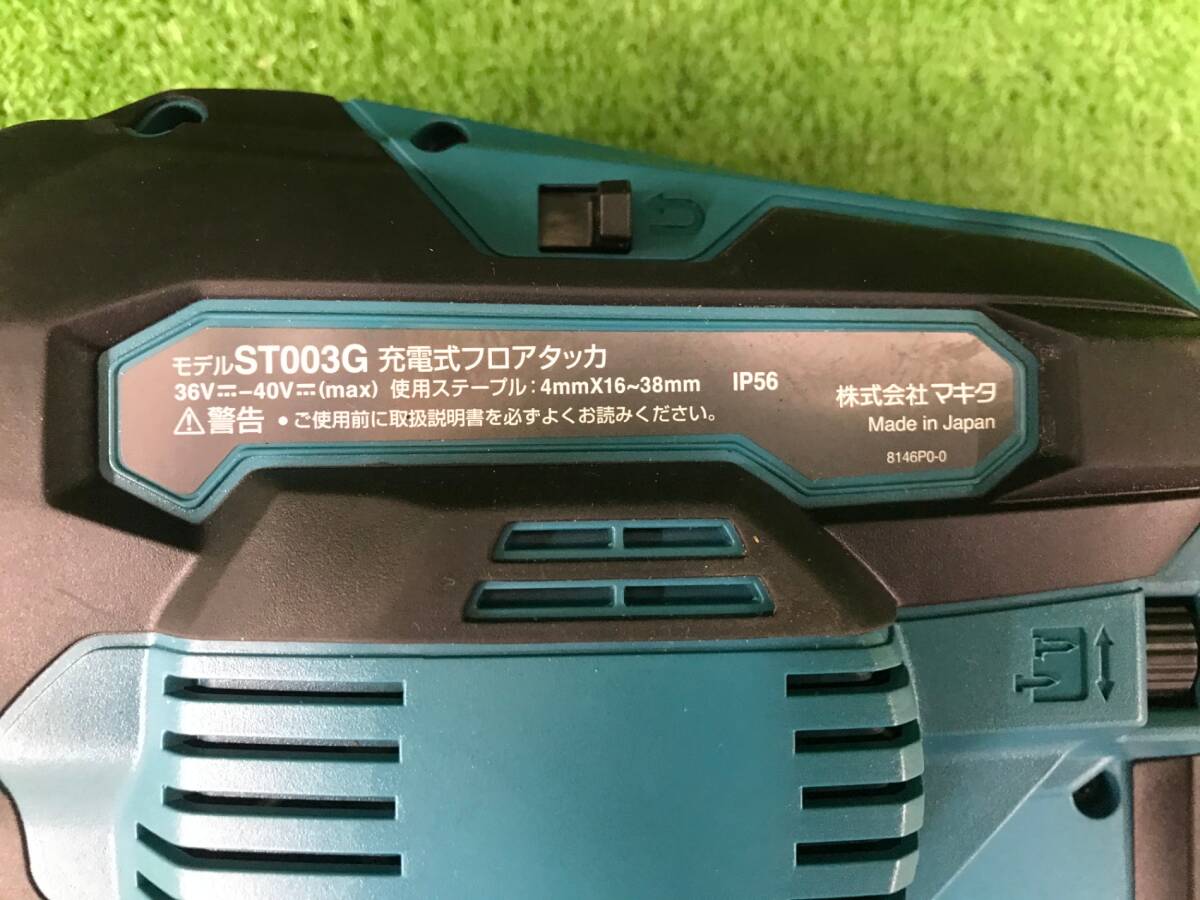 モデルST003G 充電式フロアタッカ
36V⎓-40V⎓(max) 使用ステープル:4mmX16~38mm IP56
⚠警告 ●ご使用前に取扱説明書を必ずよくお読みください。
株式会社マキタ
Made in Japan
8146P0-0